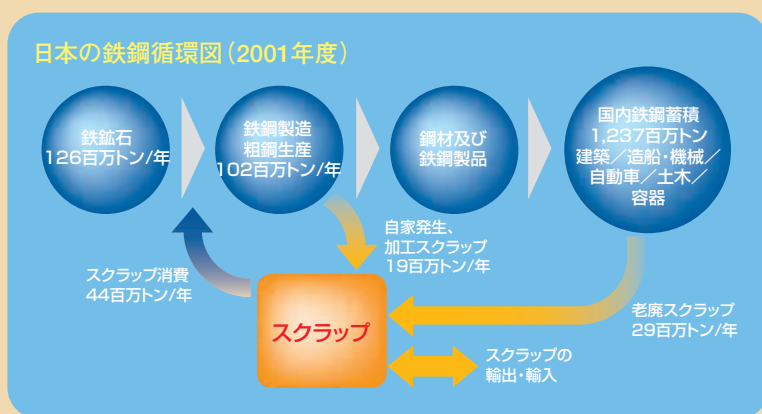 日本の鉄鋼循環図(2001年度)
鉄鉱石
126百万トン/年
鉄鋼製造
粗鋼生産
102百万トン/年
鋼材及び
鉄鋼製品
国内鉄鋼蓄積
1,237百万トン
建築／造船・機械／
自動車／土木／
容器
自家発生、
加工スクラップ
19百万トン/年
スクラップ消費
44百万トン/年
スクラップ
老廃スクラップ
29百万トン/年
スクラップの
輸出・輸入